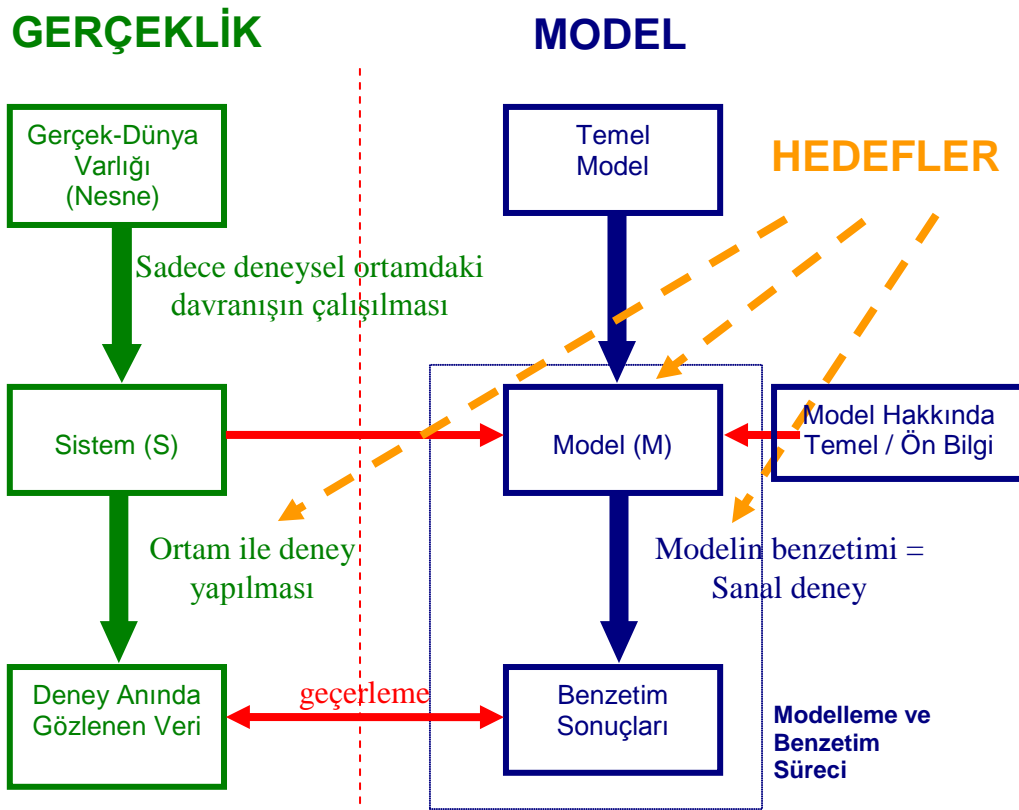 GERÇEKLİK
MODEL
Gerçek-Dünya
Varlığı
(Nesne)
Temel
Model
HEDEFLER
Sadece deneysel ortamdaki
davranışın çalışılması
Sistem (S)
Model (M)
Model Hakkında
Temel / Ön Bilgi
Ortam ile deney
yapılması
Modelin benzetimi =
Sanal deney
Deney Anında
Gözlenen Veri
geçerleme
Benzetim
Sonuçları
Modelleme ve
Benzetim
Süreci